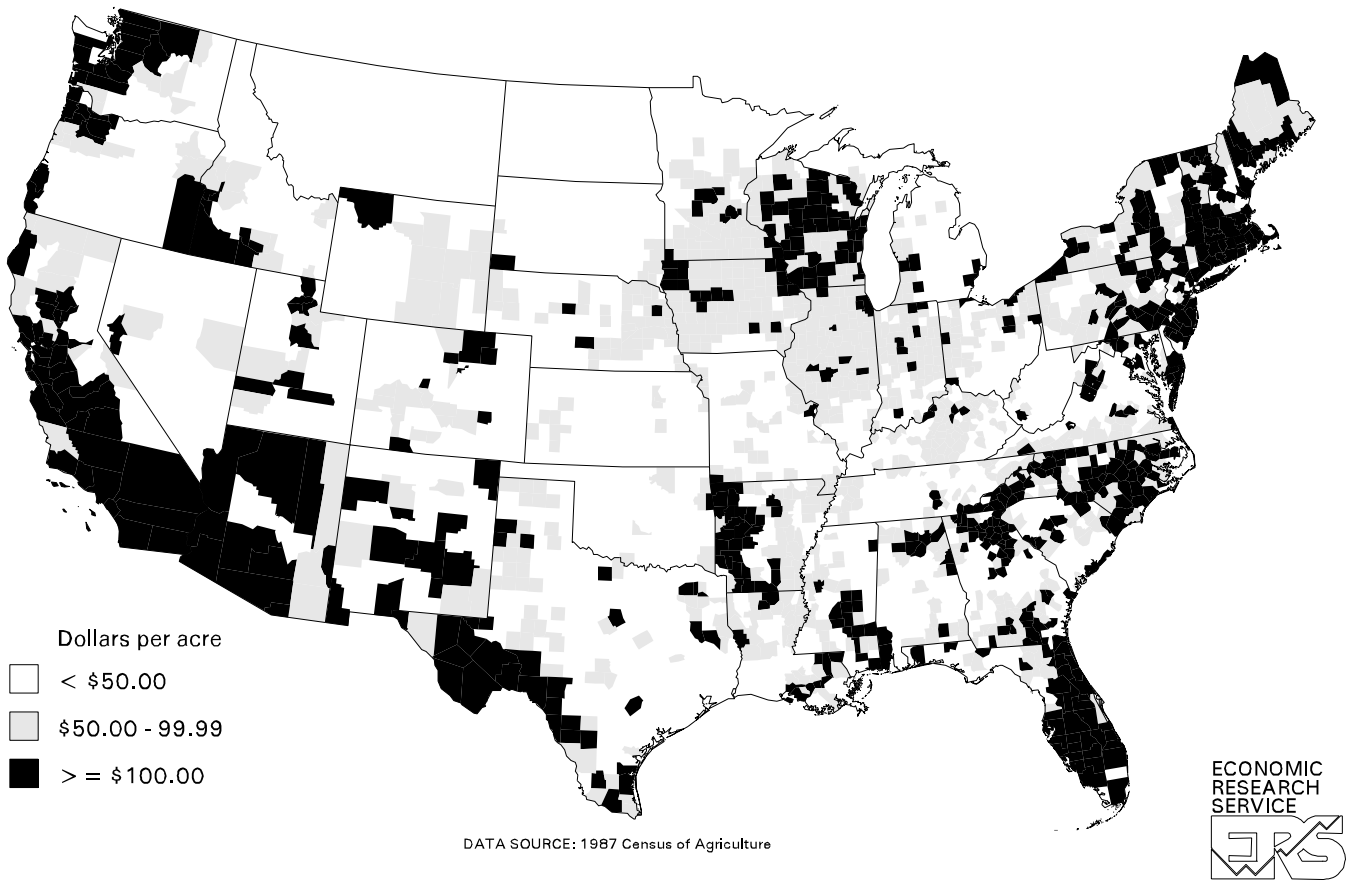 Dollars per acre
< $50.00
$50.00 - 99.99
> = $100.00
DATA SOURCE: 1987 Census of Agriculture
ECONOMIC
RESEARCH
SERVICE
ERS